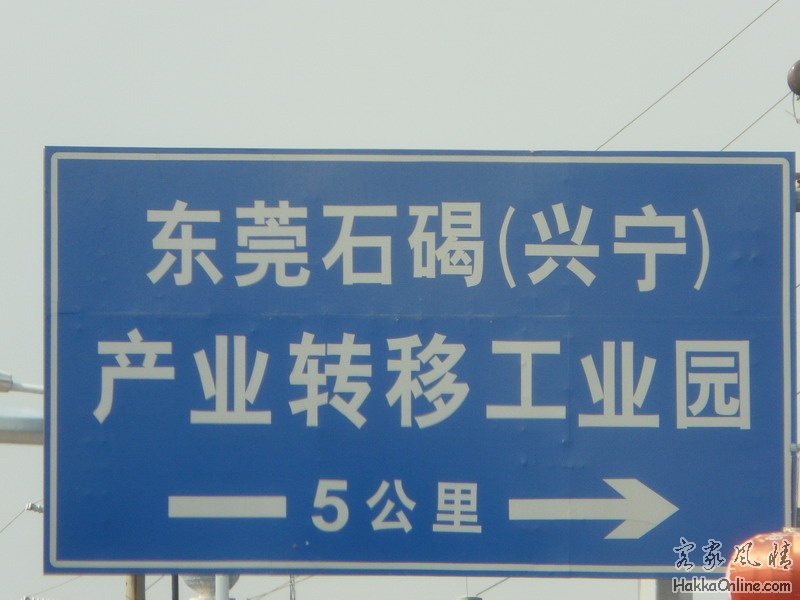 东莞石碣(兴宁)
产业转移工业园
5公里
客家风情
HakkaOnline.com